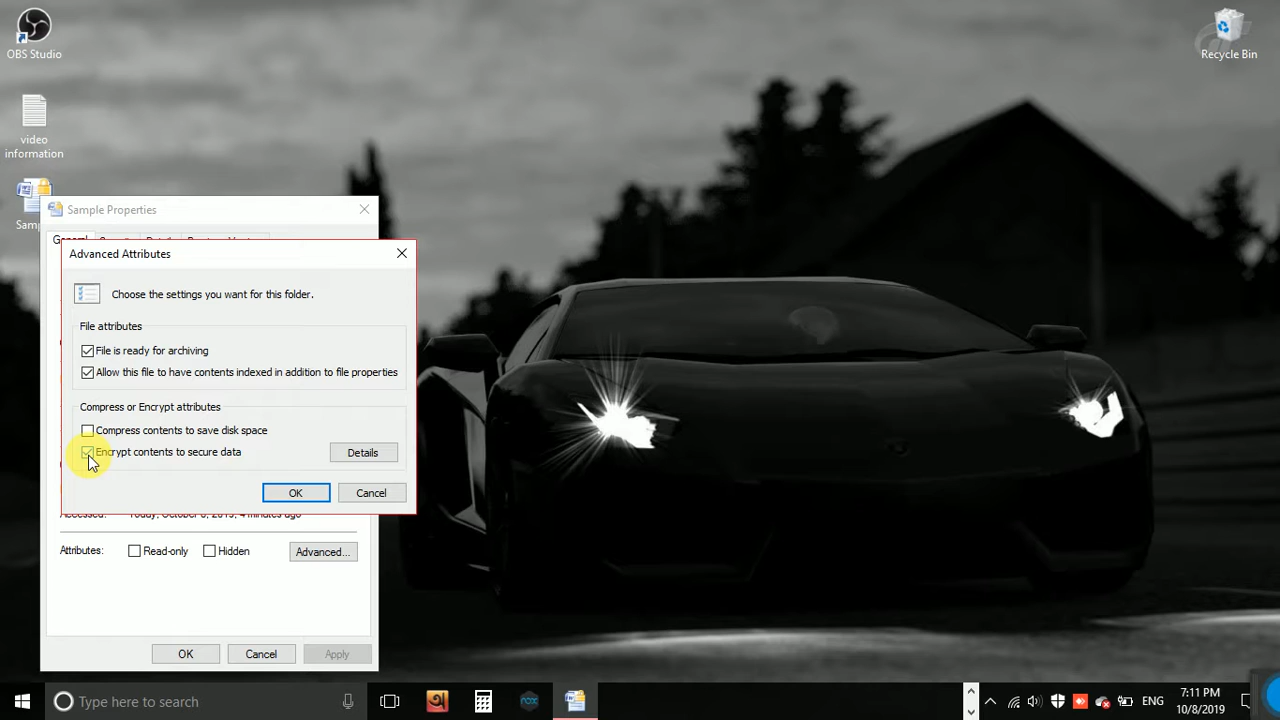 OBS Studio
Recycle Bin
video
information
Sample Properties
Advanced Attributes
Choose the settings you want for this folder.
File attributes
File is ready for archiving
Allow this file to have contents indexed in addition to file properties
Compress or Encrypt attributes
Compress contents to save disk space
Encrypt contents to secure data
Details
OK
Cancel
Attributes:
Read-only
Hidden
Advanced...
OK
Cancel
Apply
Type here to search
ENG
7:11 PM
10/8/2019